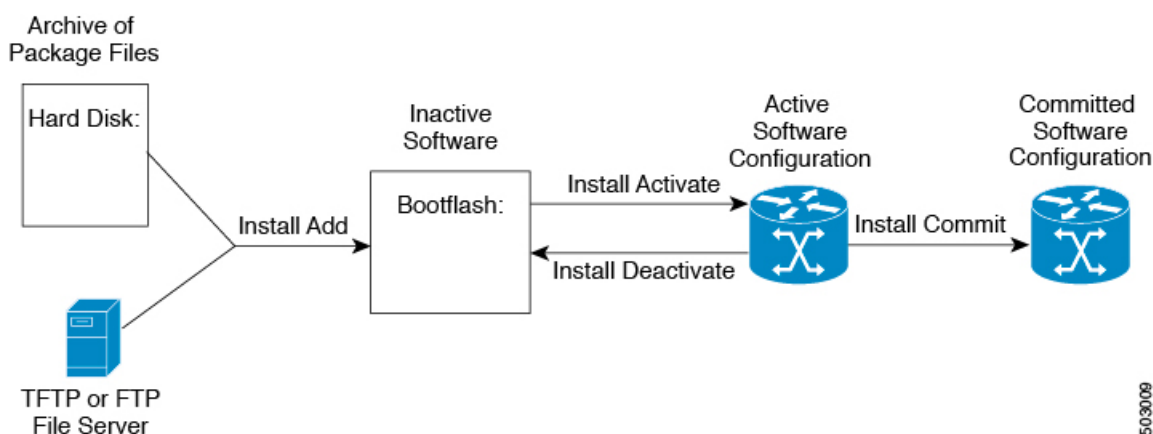 Archive of
Package Files
Hard Disk:
TFTP or FTP
File Server
Install Add
Inactive
Software
Bootflash:
Install Activate
Install Deactivate
Active
Software
Configuration
Install Commit
Committed
Software
Configuration
503009